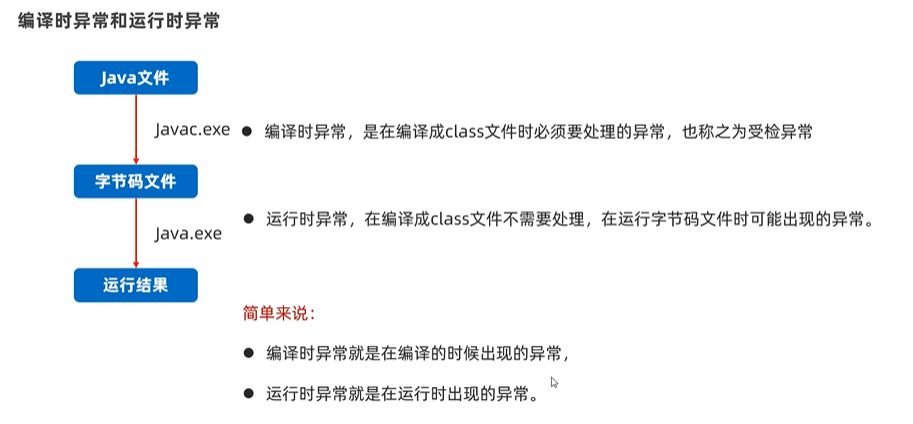 编译时异常和运行时异常
Java文件
Javac.exe
● 编译时异常，是在编译成class文件时必须要处理的异常，也称之为受检异常
字节码文件
● 运行时异常，在编译成class文件不需要处理，在运行字节码文件时可能出现的异常。
Java.exe
运行结果
简单来说：
● 编译时异常就是在编译的时候出现的异常，
● 运行时异常就是在运行时出现的异常。